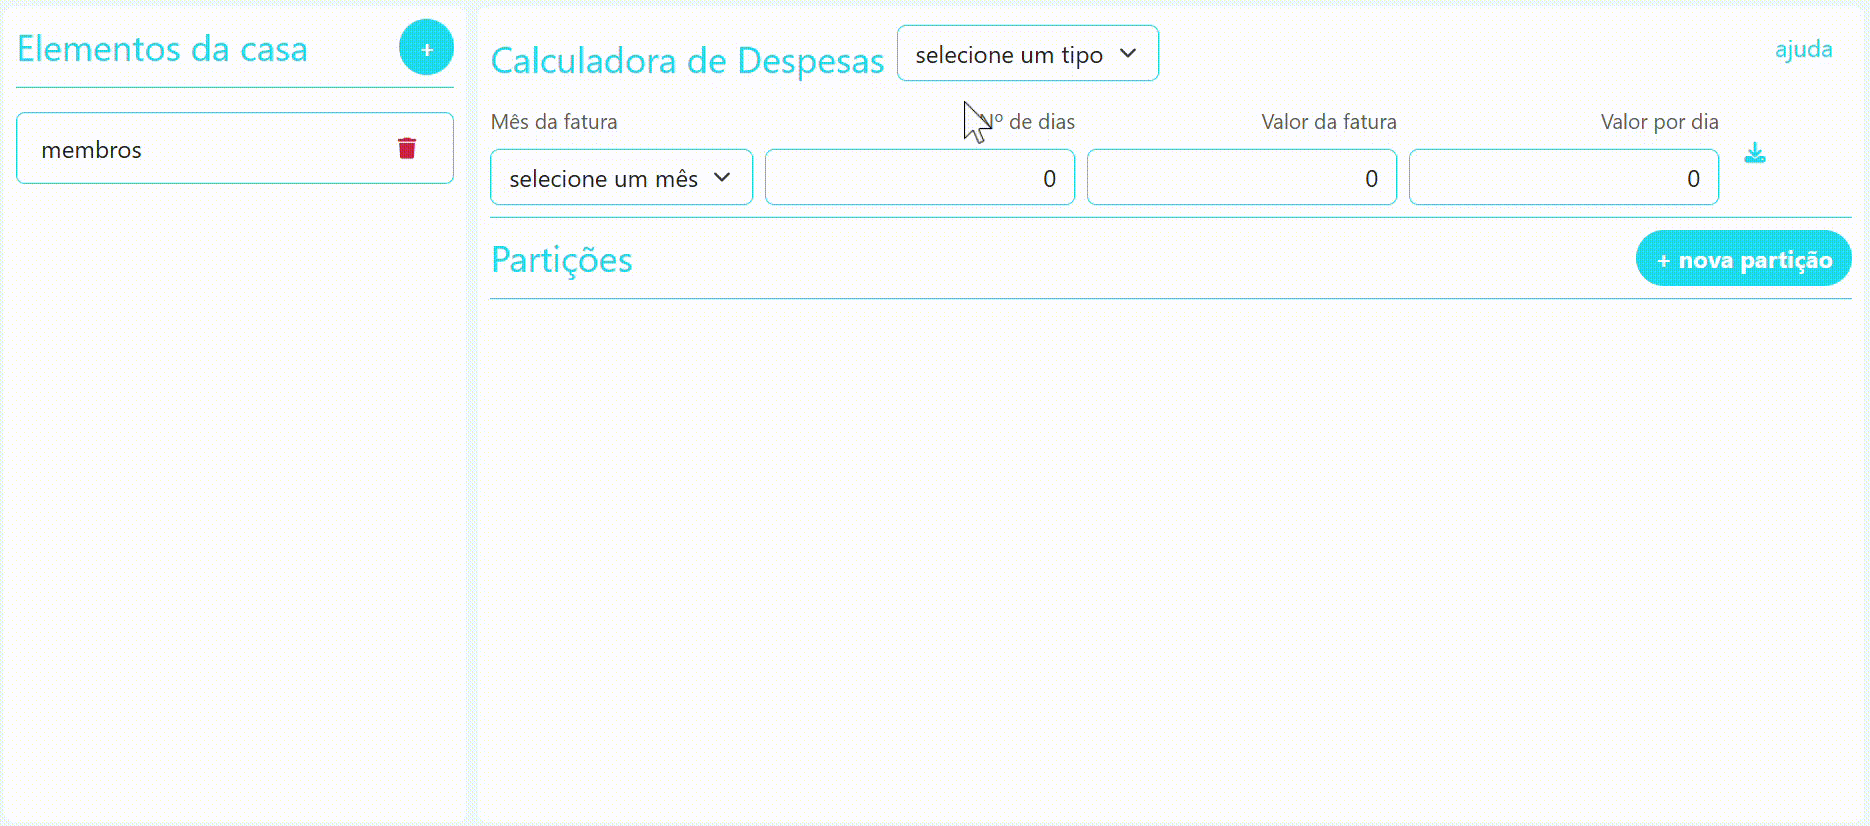 Elementos da casa
+
membros
Calculadora de Despesas
selecione um tipo
ajuda
Mês da fatura
Nº de dias
Valor da fatura
Valor por dia
selecione um mês
0
0
0
Partições
+ nova partição